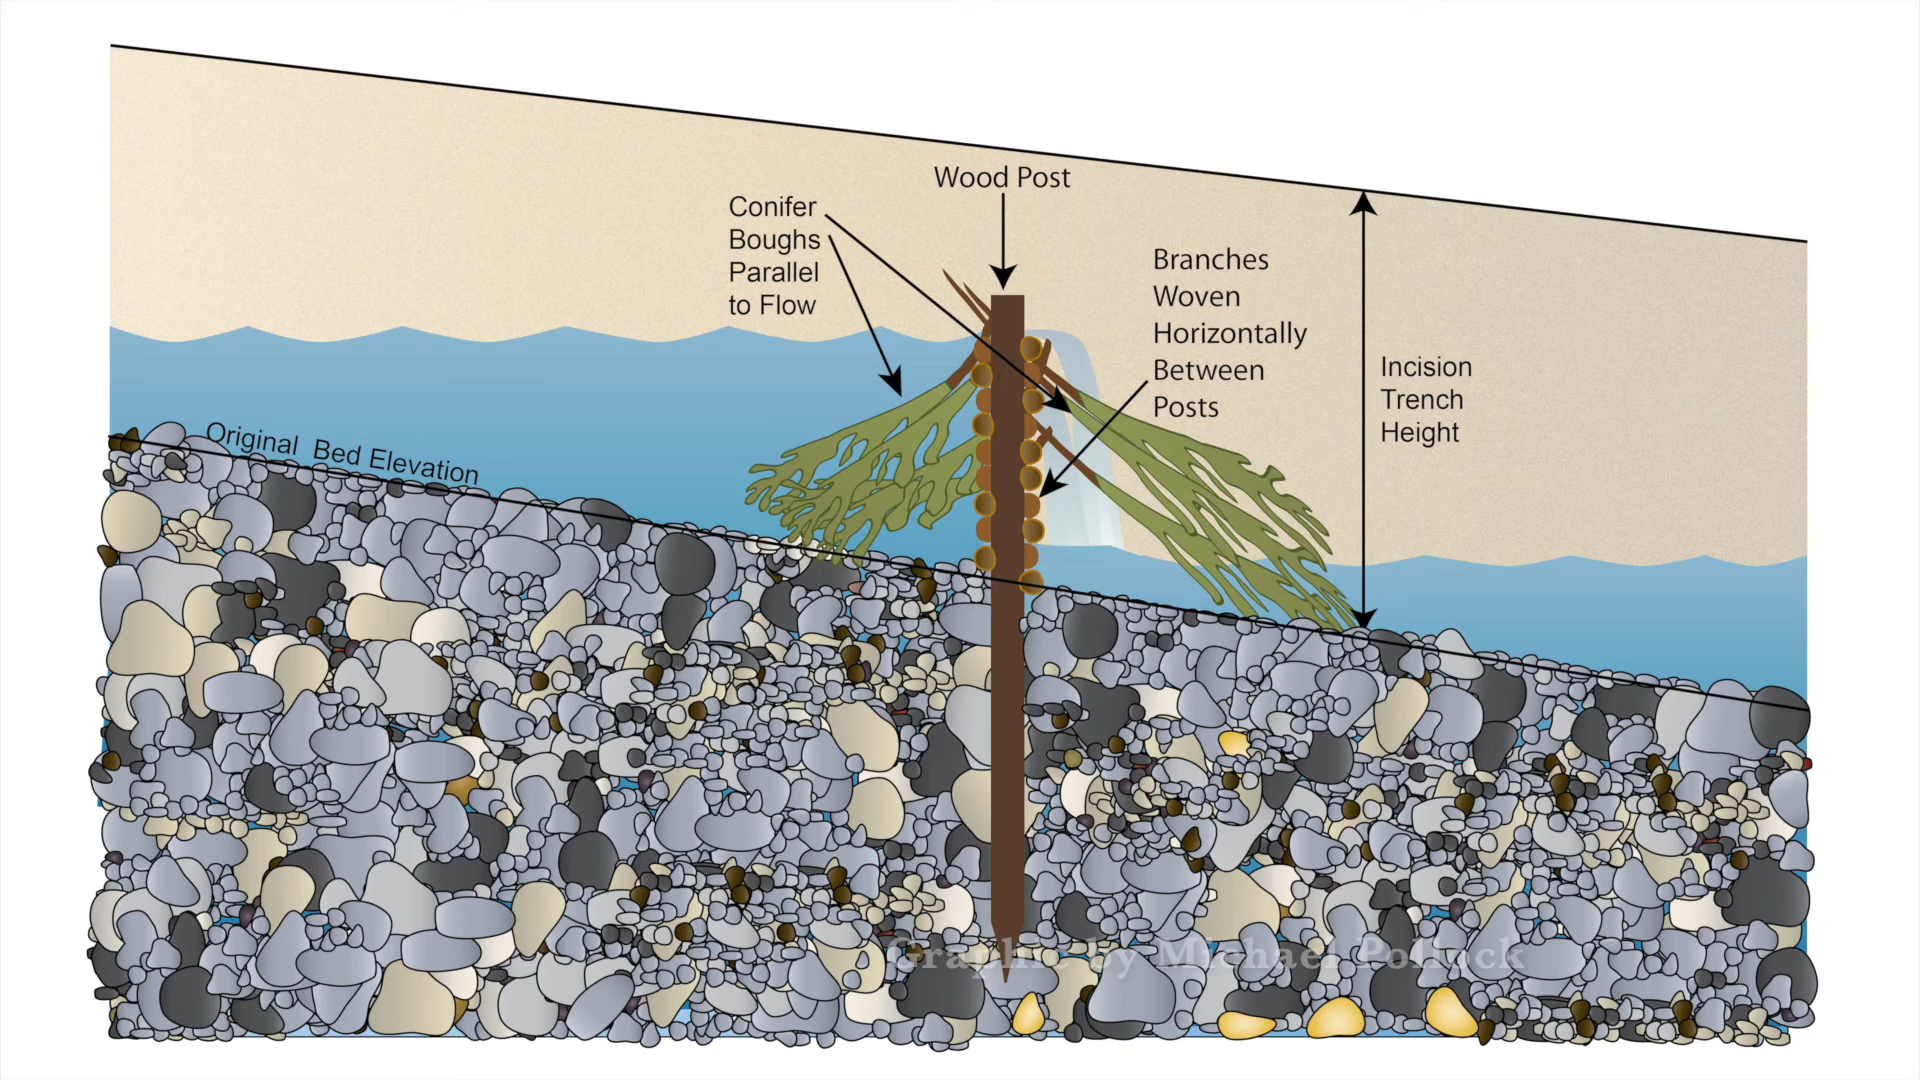 Wood Post
Conifer
Boughs
Parallel
to Flow
Branches
Woven
Horizontally
Between
Posts
Incision
Trench
Height
Original Bed Elevation
Graphic by Michael Pollock